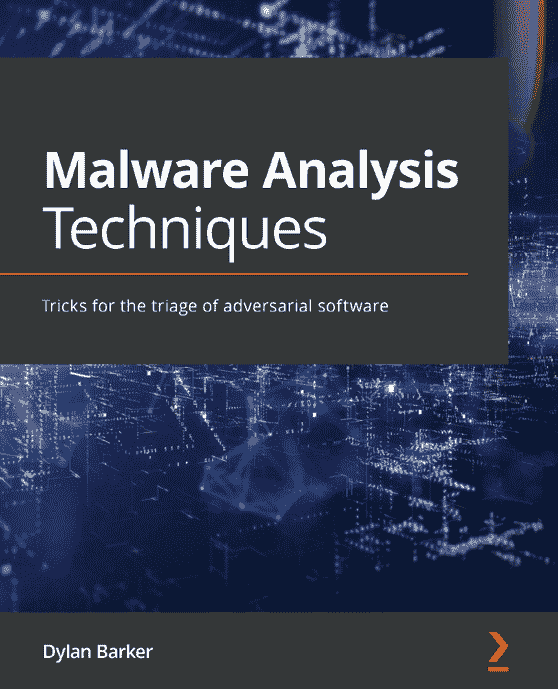 Malware Analysis
Techniques
Tricks for the triage of adversarial software
Dylan Barker